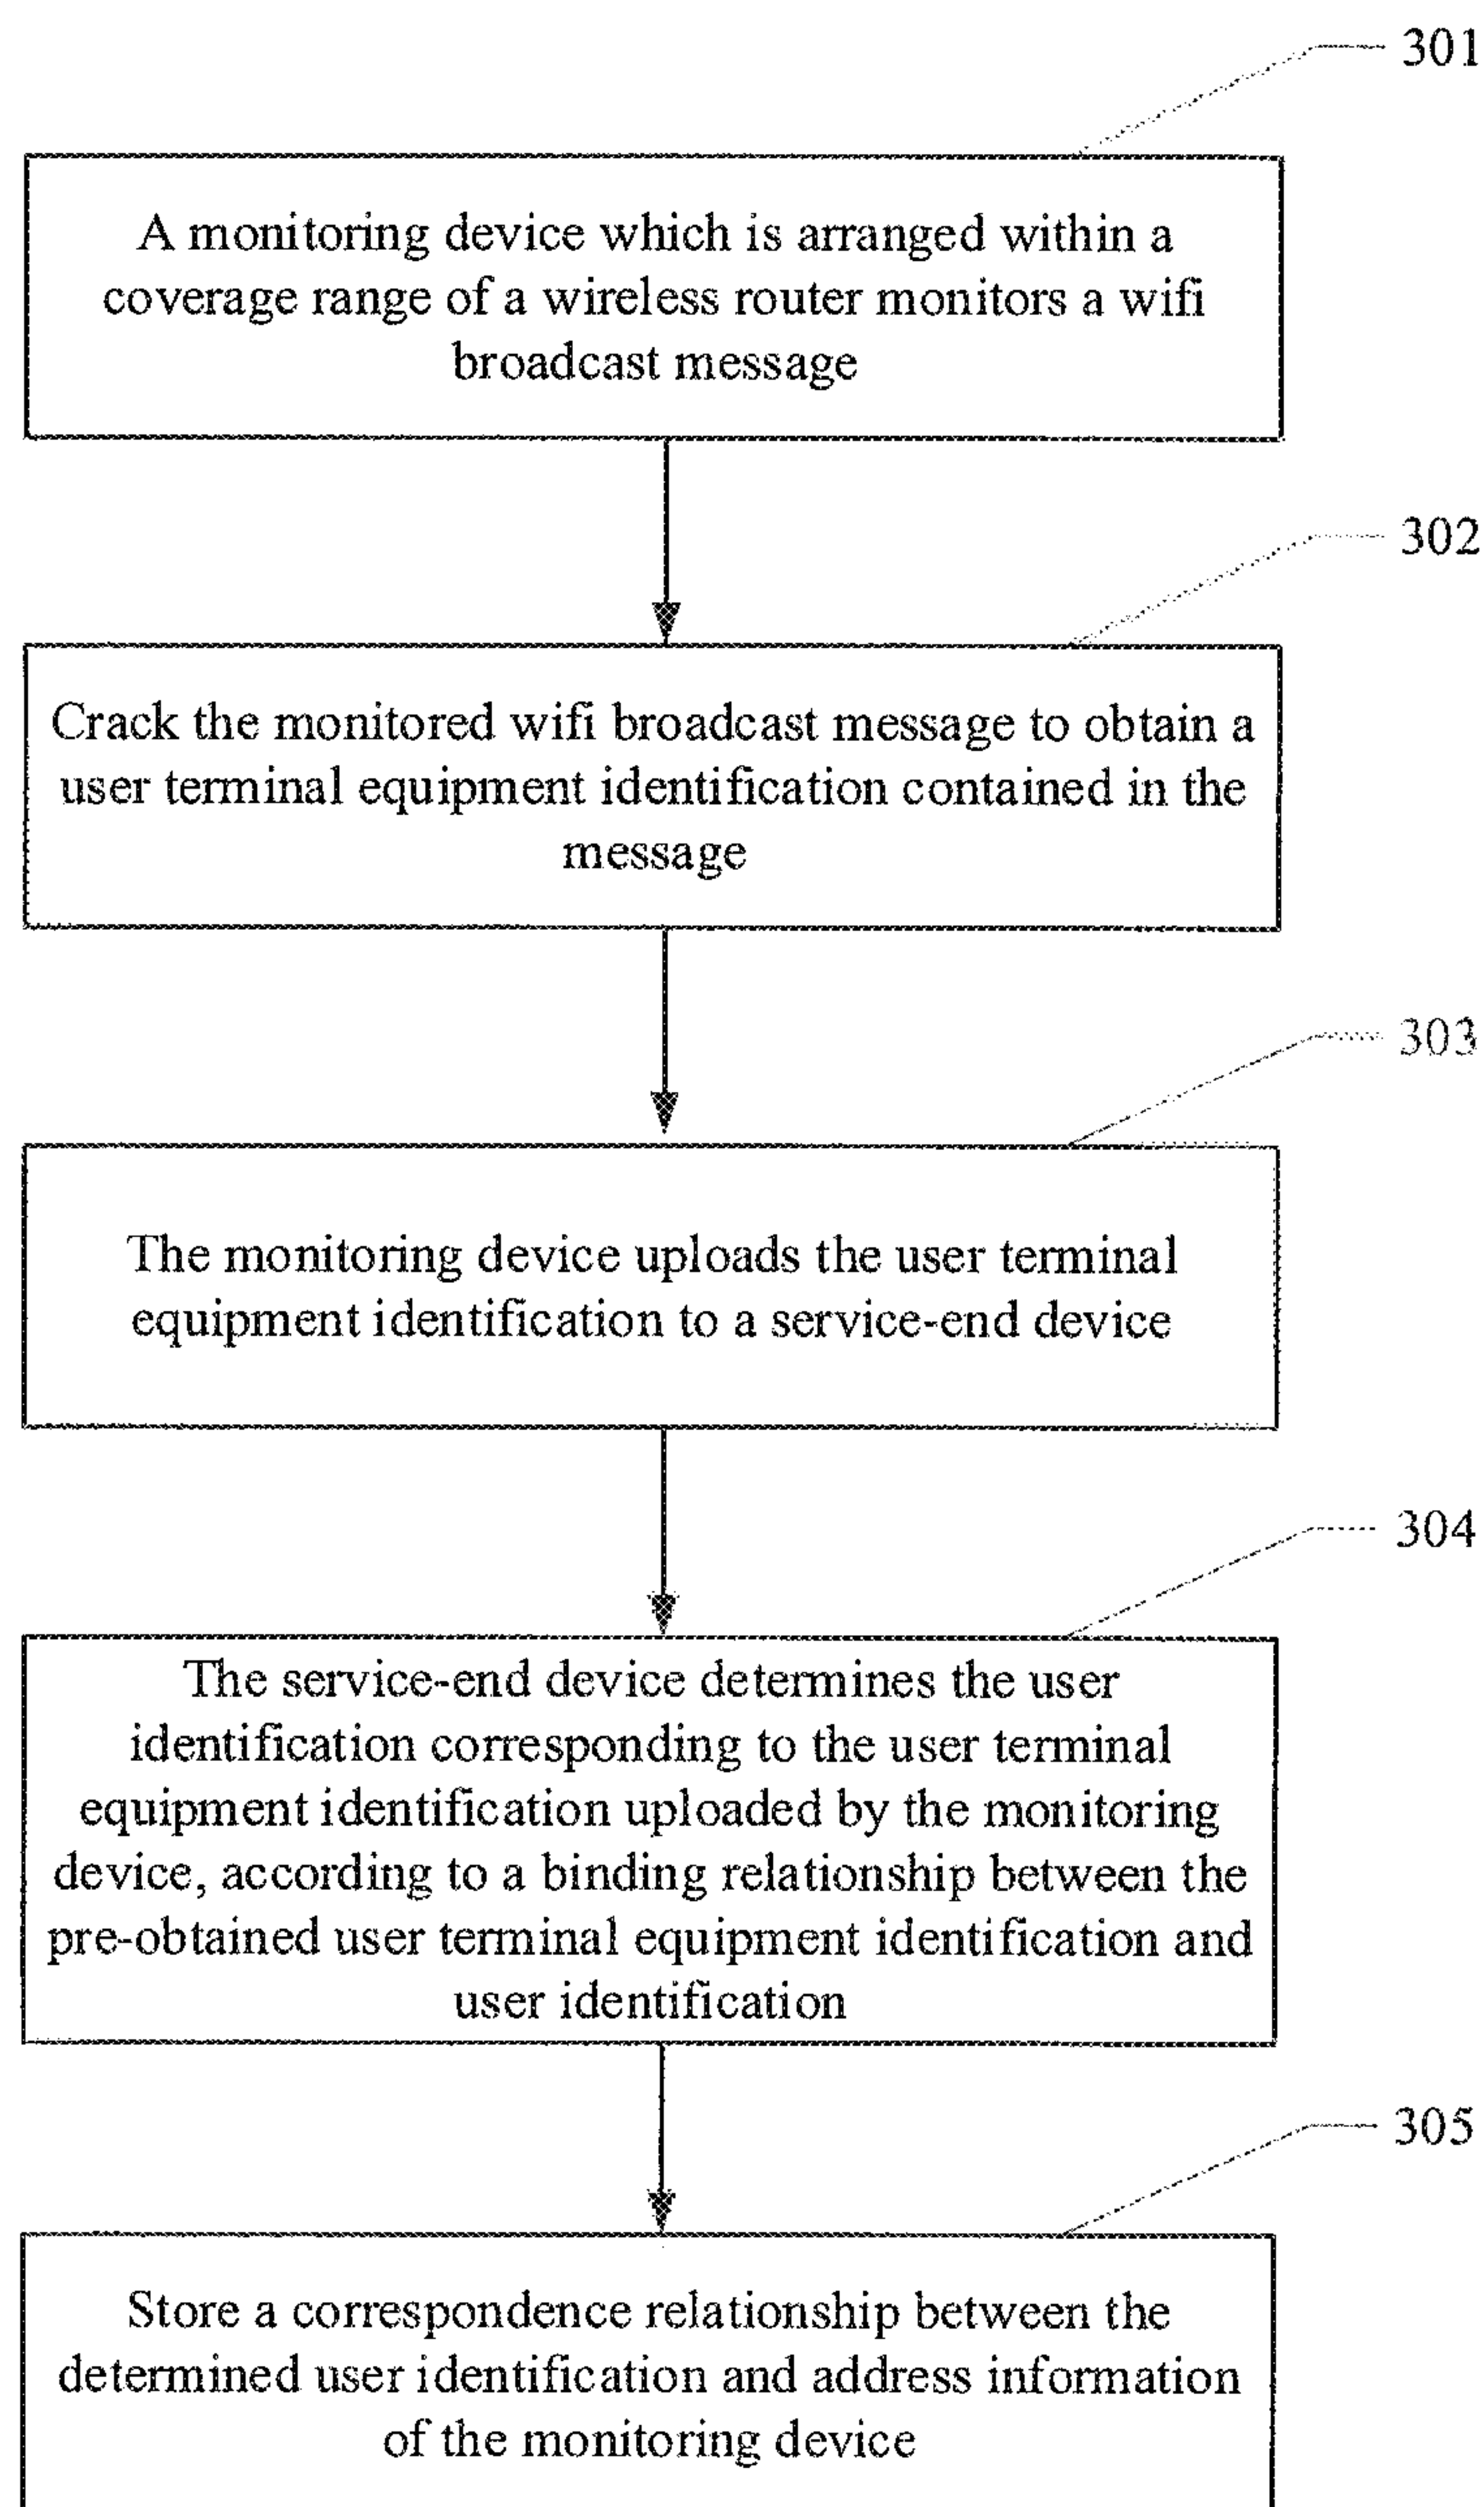 301
A monitoring device which is arranged within a
coverage range of a wireless router monitors a wifi
broadcast message
302
Crack the monitored wifi broadcast message to obtain a
user terminal equipment identification contained in the
message
303
The monitoring device uploads the user terminal
equipment identification to a service-end device
304
The service-end device determines the user
identification corresponding to the user terminal
equipment identification uploaded by the monitoring
device, according to a binding relationship between the
pre-obtained user terminal equipment identification and
user identification
305
Store a correspondence relationship between the
determined user identification and address information
of the monitoring device